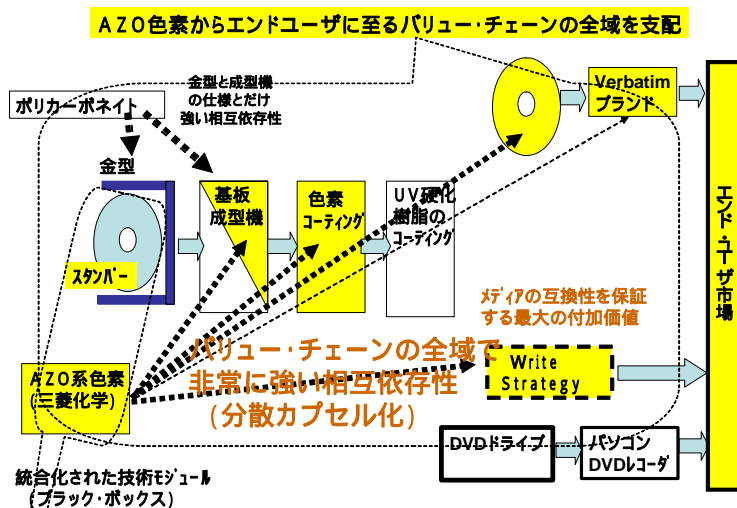 AZO色素からエンドユーザに至るバリュー・チェーンの全域を支配
金型と成型機
の仕様とだけ
強い相互依存性
ポリカーボネイト
金型
Verbatim
ブランド
基板
成型機
色素
コーティング
UV硬化
樹脂の
コーティング
スタンパー
エンド・ユーザ市場
メディアの互換性を保証
する最大の付加価値
バリュー・チェーンの全域で
非常に強い相互依存性
（分散カプセル化）
Write
Strategy
AZO系色素
(三菱化学)
DVDドライブ
パソコン
DVDレコーダ
統合化された技術モジュール
（ブラック・ボックス）